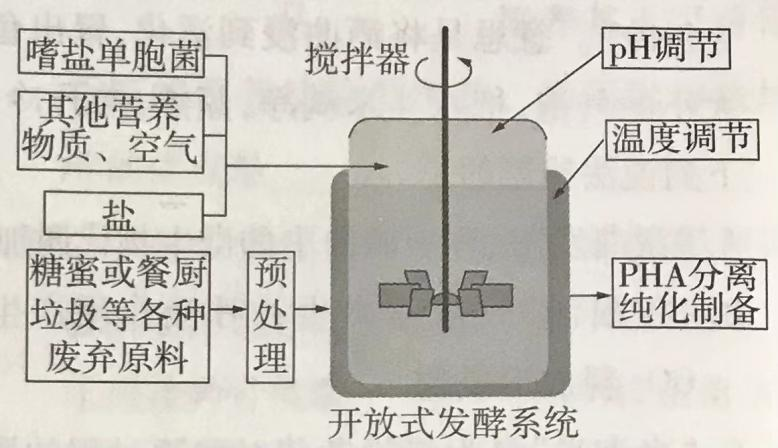 嗜盐单胞菌
其他营养
物质、空气
盐
糖蜜或餐厨
垃圾等各种
废弃原料
预
处
理
搅拌器
pH调节
温度调节
PHA分离
纯化制备
开放式发酵系统